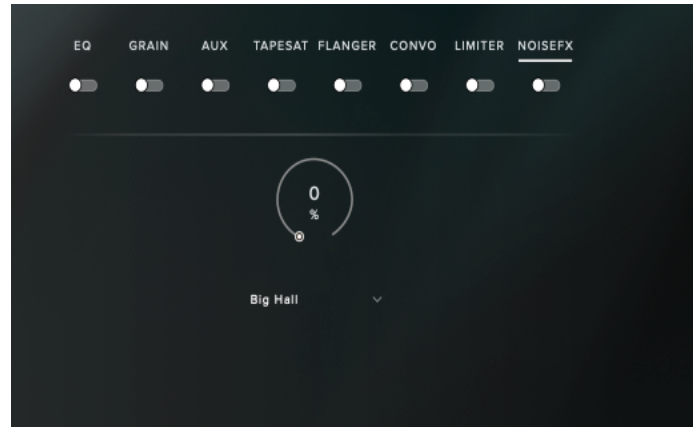 EQ GRAIN AUX TAPESAT FLANGER CONVO LIMITER NOISEFX
0
%
Big Hall